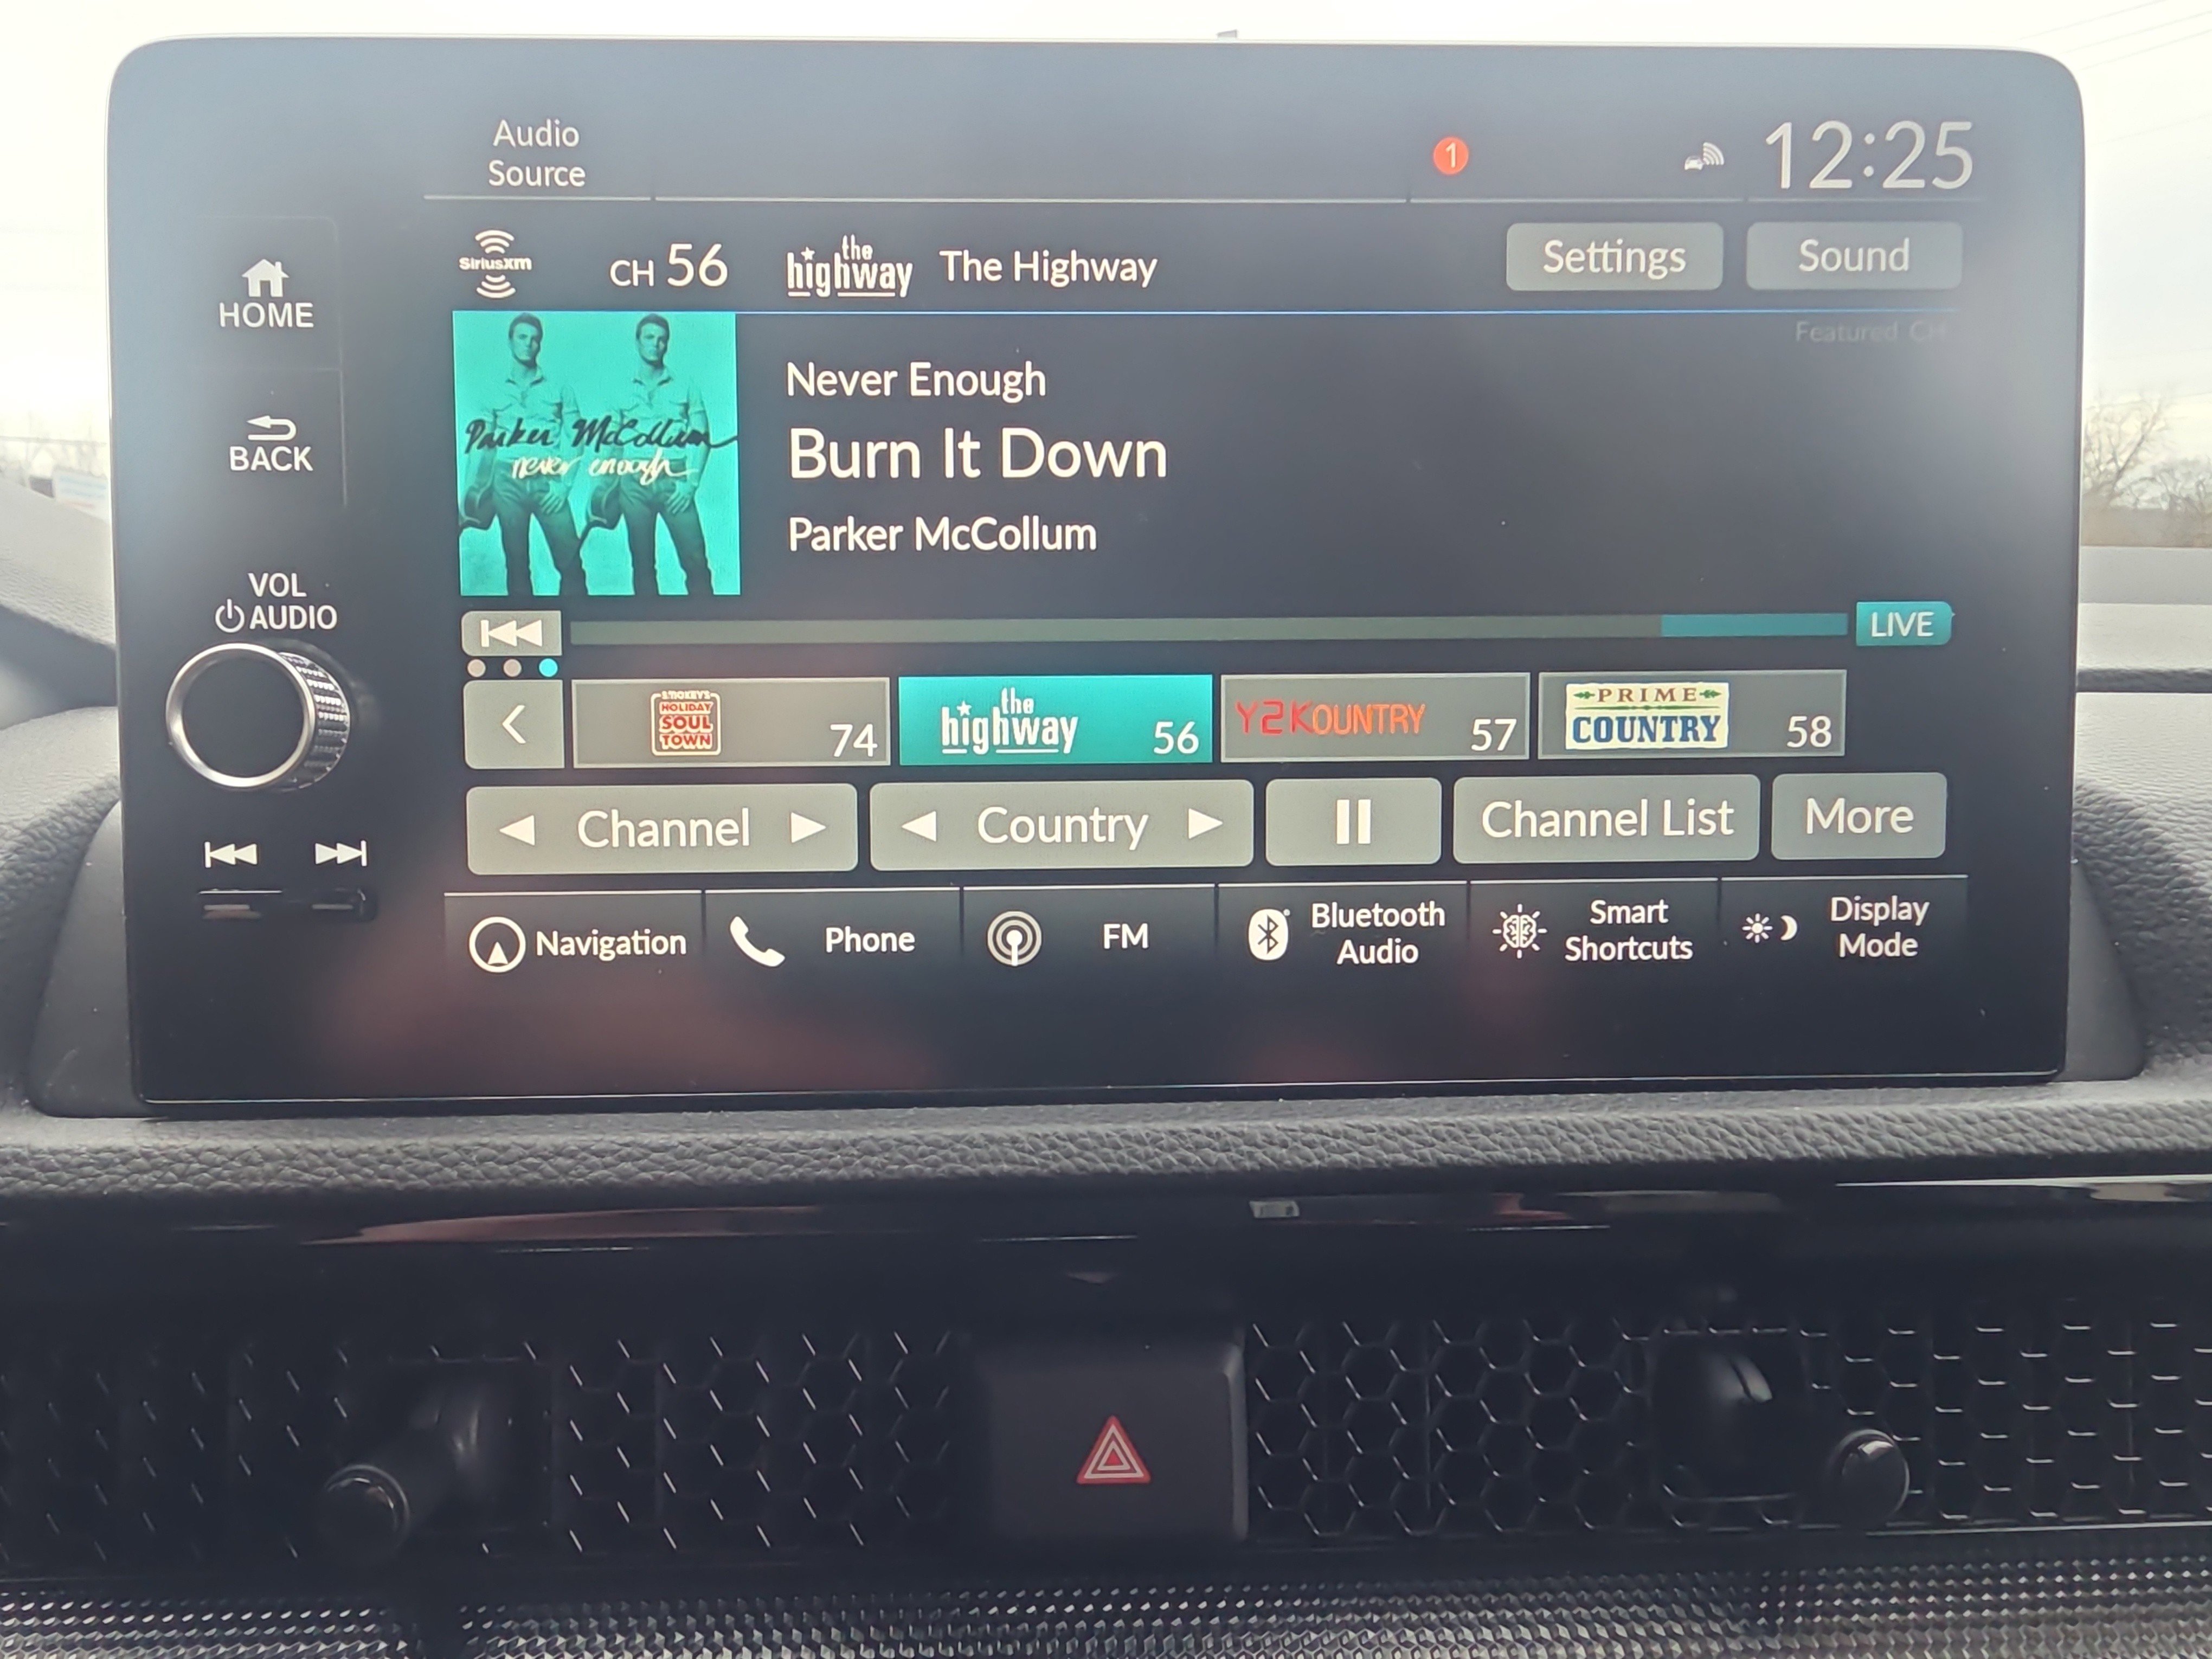 Audio
Source
1
12:25
SiriusXM
CH 56
the
highway
The Highway
Settings
Sound
HOME
Featured CH
Never Enough
Burn It Down
Parker McCollum
Parker McCollum
never enough
BACK
VOL
AUDIO
LIVE
SMOKEY'S
HOLIDAY
SOUL
TOWN
74
the
highway
56
Y2KOUNTRY
57
PRIME
COUNTRY
58
Channel
Country
Channel List
More
Navigation
Phone
FM
Bluetooth
Audio
Smart
Shortcuts
Display
Mode